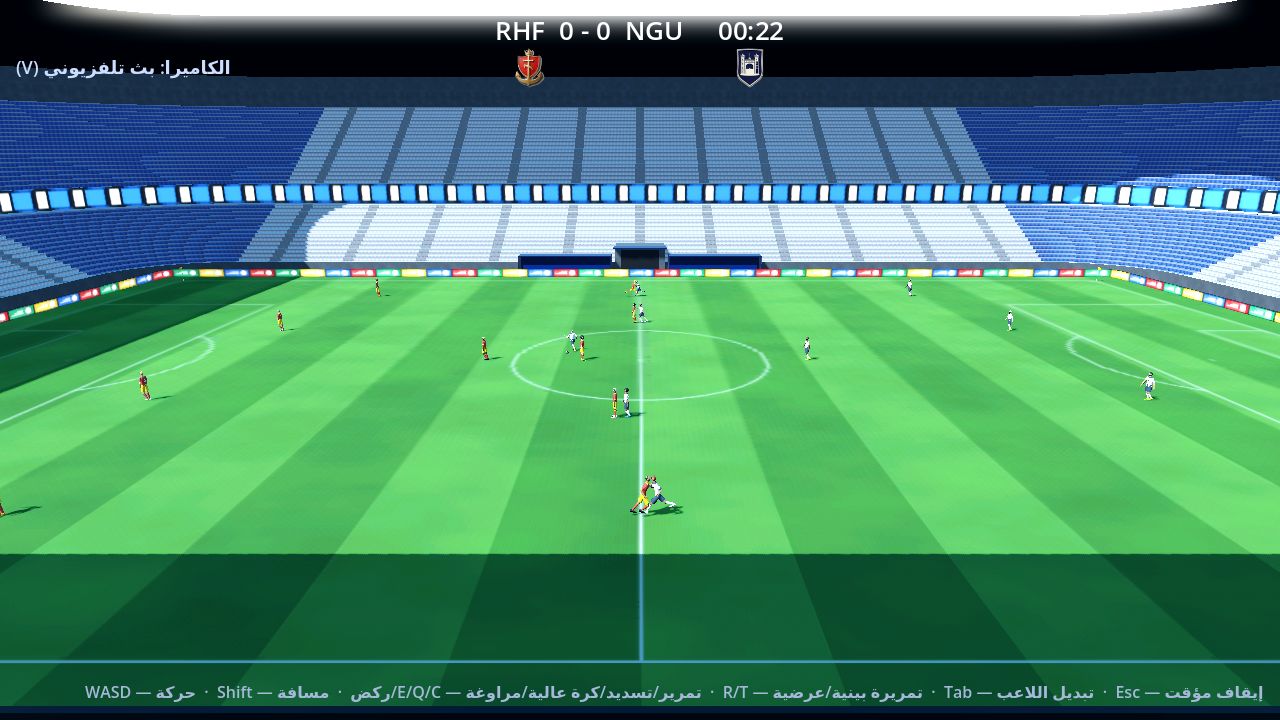 RHF 0 - 0 NGU 00:22
الكاميرا: بث تلفزيوني (V)
WASD — حركة · Shift — مسافة · ركض/E/Q/C — تمرير/تسديد/كرة عالية/مراوغة · R/T — تمريرة بينية/عرضية · Tab — تبديل اللاعب · Esc — إيقاف مؤقت